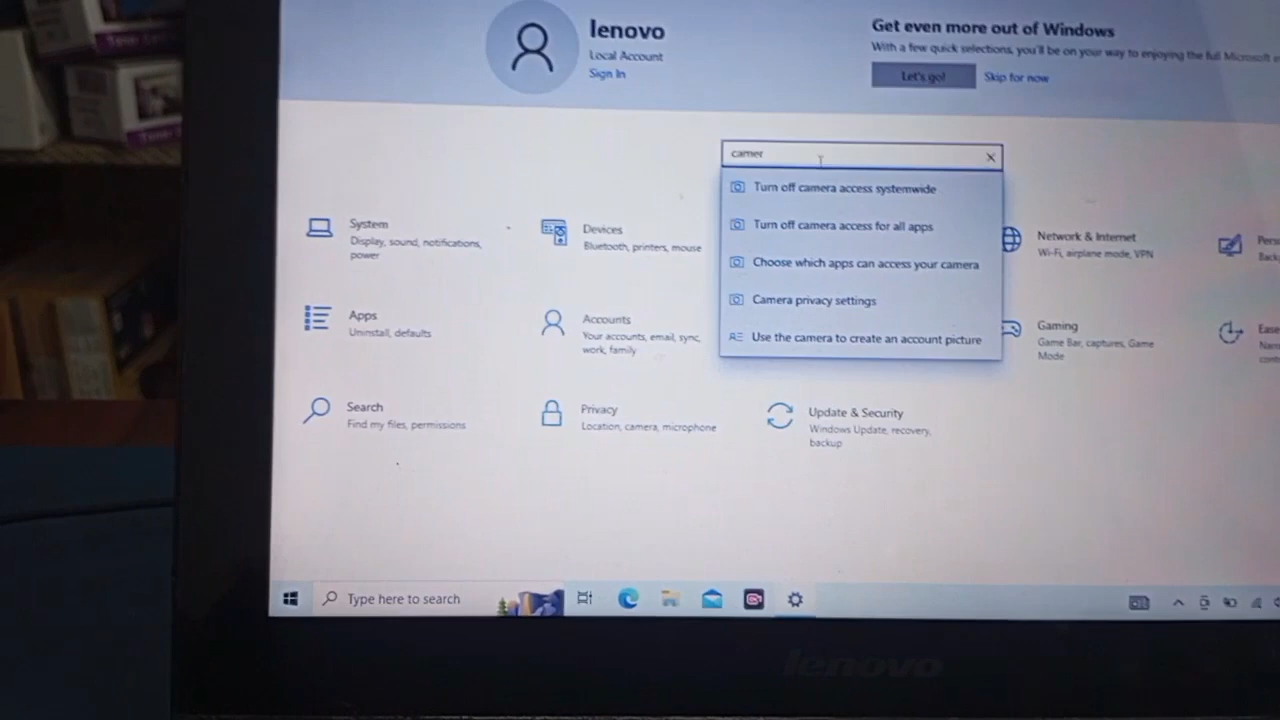 lenovo
Local Account
Sign In
Get even more out of Windows
With a few quick selections, you'll be on your way to enjoying the full Microsoft
Let's go!
Skip for now
camer
Turn off camera access systemwide
Turn off camera access for all apps
Choose which apps can access your camera
Camera privacy settings
Use the camera to create an account picture
System
Display, sound, notifications,
power
Devices
Bluetooth, printers, mouse
Network & Internet
Wi-Fi, airplane mode, VPN
Apps
Uninstall, defaults
Accounts
Your accounts, email, sync,
work, family
Gaming
Game Bar, captures, Game
Mode
Search
Find my files, permissions
Privacy
Location, camera, microphone
Update & Security
Windows Update, recovery,
backup
Type here to search
lenovo